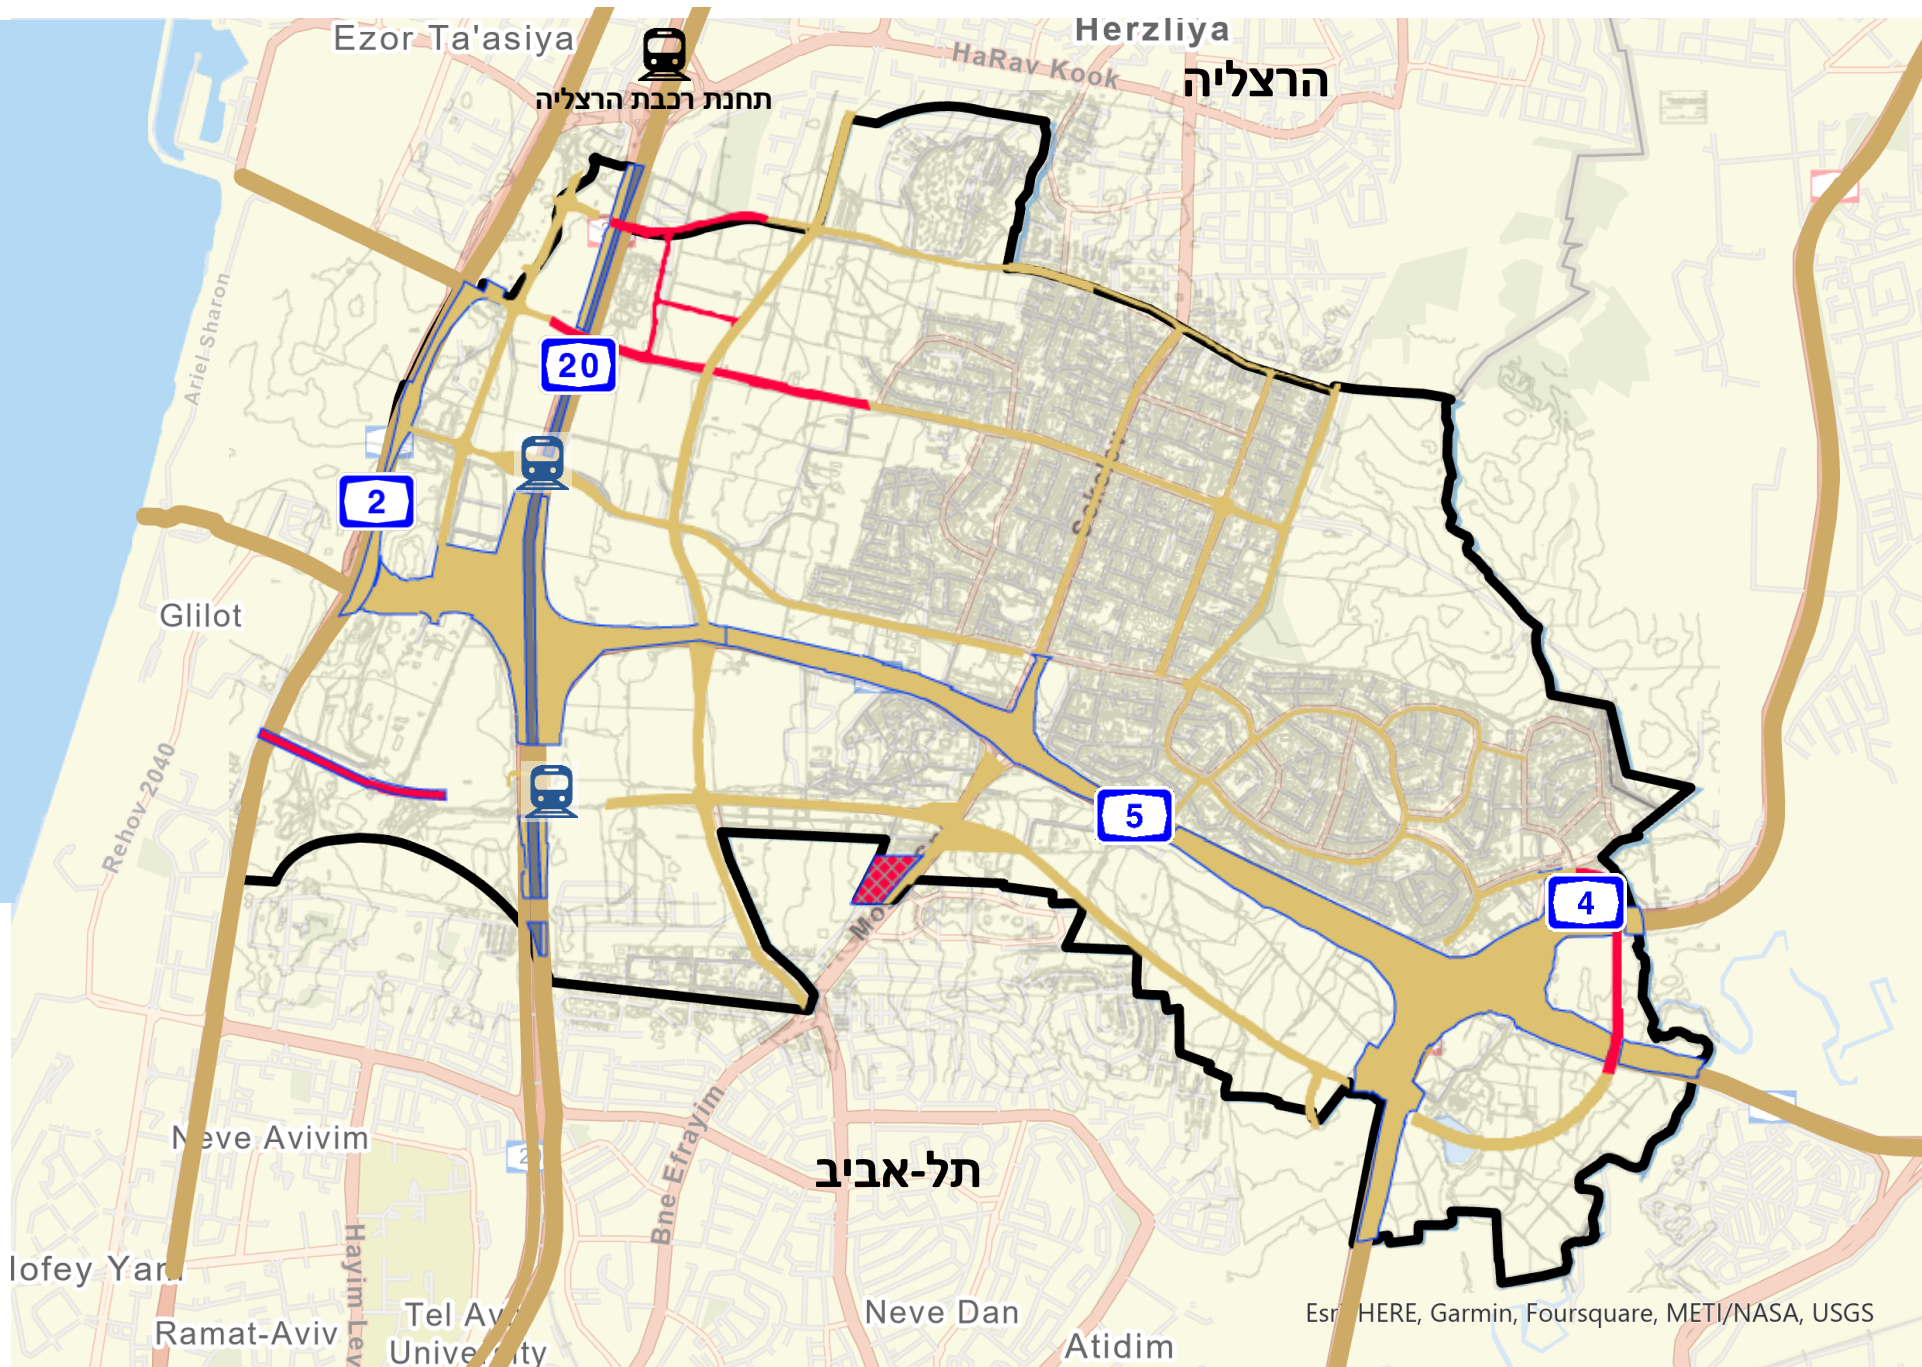 Herzliya
Ezor Ta'asiya
HaRav Kook
הרצליה
תחנת רכבת הרצליה
Ariel Sharon
20
2
Sokolov
Glilot
Rehov 2040
5
4
Neve Avivim
Bne Efrayim
תל-אביב
Hayim Lev
Ramat-Aviv
Neve Dan
Atidim
HERE, Garmin, Foursquare, METI/NASA, USGS